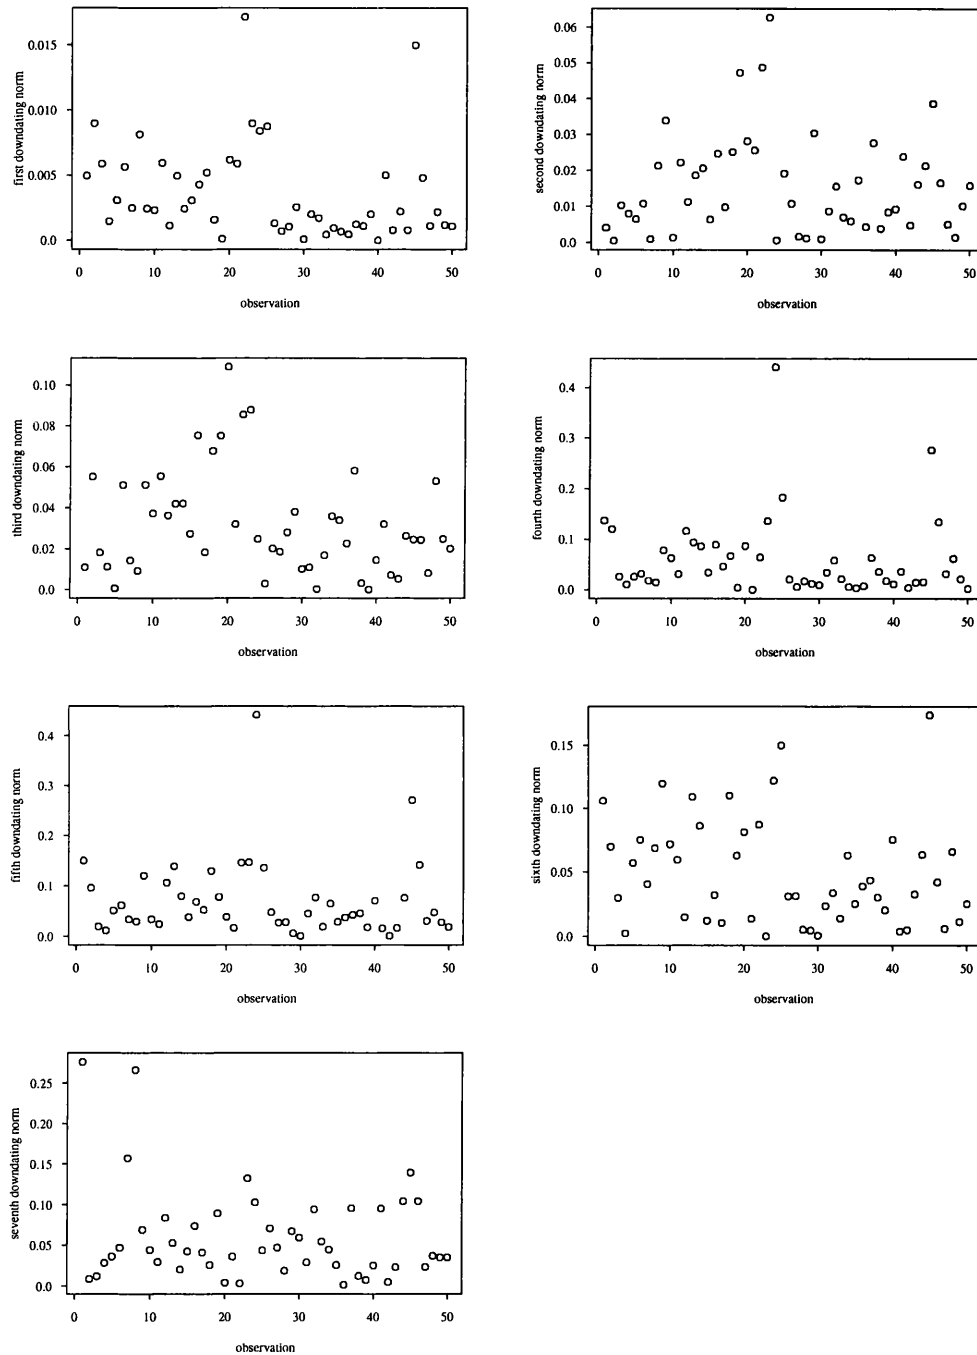 first downdating norm
0.015
0.010
0.005
0.0
0 10 20 30 40 50
observation
second downdating norm
0.06
0.05
0.04
0.03
0.02
0.01
0.0
0 10 20 30 40 50
observation
third downdating norm
0.10
0.08
0.06
0.04
0.02
0.0
0 10 20 30 40 50
observation
fourth downdating norm
0.4
0.3
0.2
0.1
0.0
0 10 20 30 40 50
observation
fifth downdating norm
0.4
0.3
0.2
0.1
0.0
0 10 20 30 40 50
observation
sixth downdating norm
0.15
0.10
0.05
0.0
0 10 20 30 40 50
observation
seventh downdating norm
0.25
0.20
0.15
0.10
0.05
0.0
0 10 20 30 40 50
observation